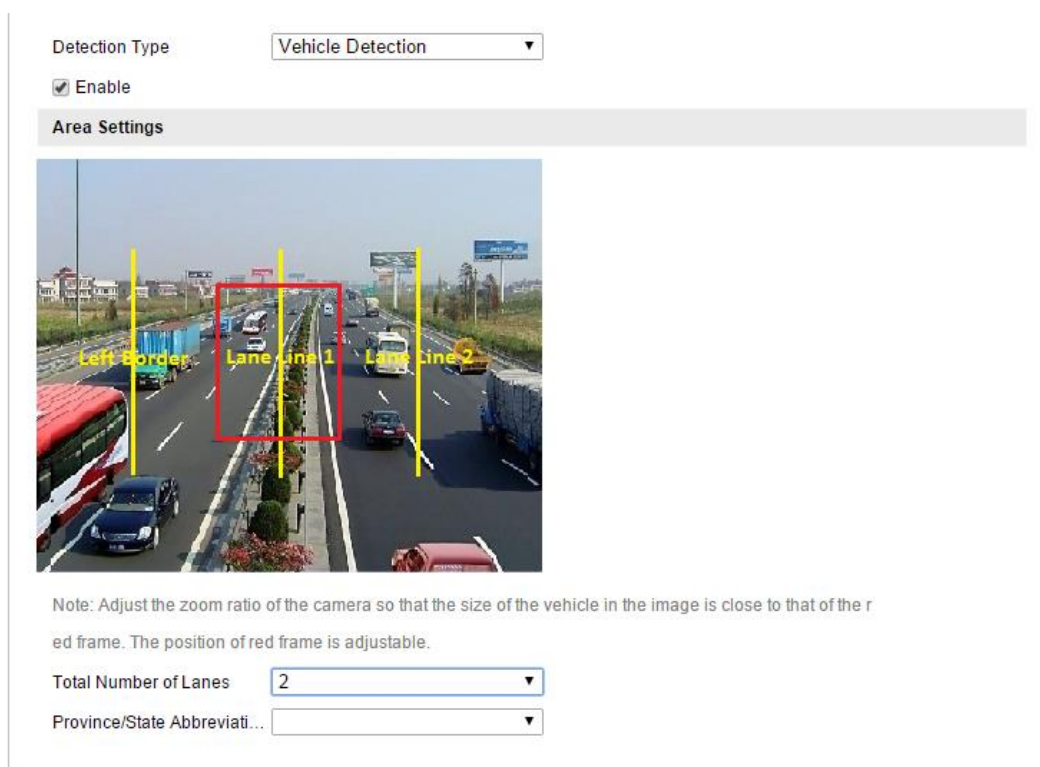 Detection Type Vehicle Detection
Enable
Area Settings
Left Border Lane Line 1 Lane Line 2
Note: Adjust the zoom ratio of the camera so that the size of the vehicle in the image is close to that of the r
ed frame. The position of red frame is adjustable.
Total Number of Lanes 2
Province/State Abbreviati...